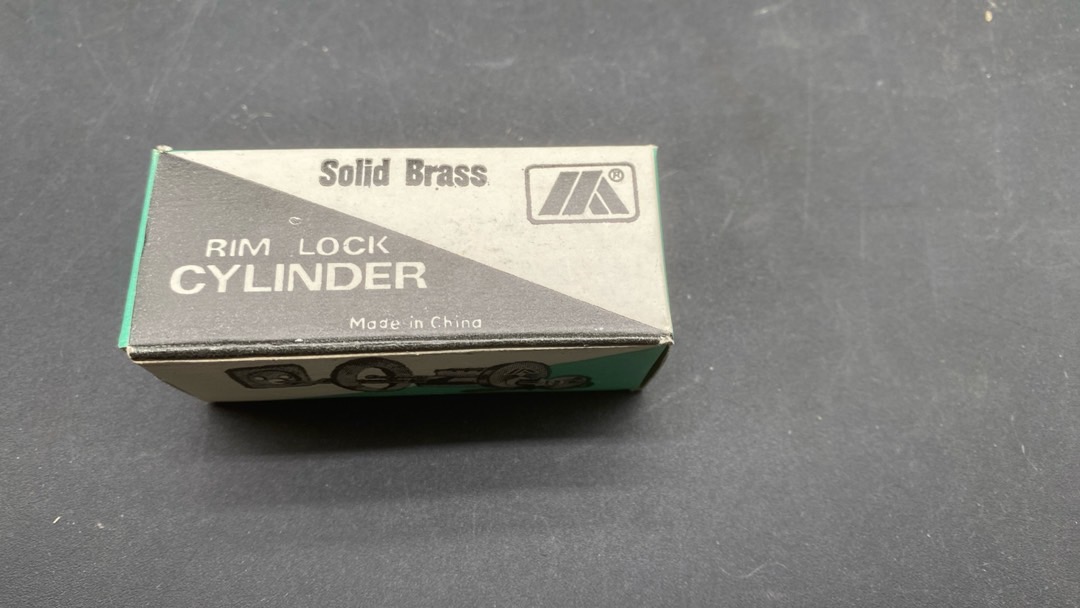 Solid Brass
®
RIM LOCK
CYLINDER
Made in China